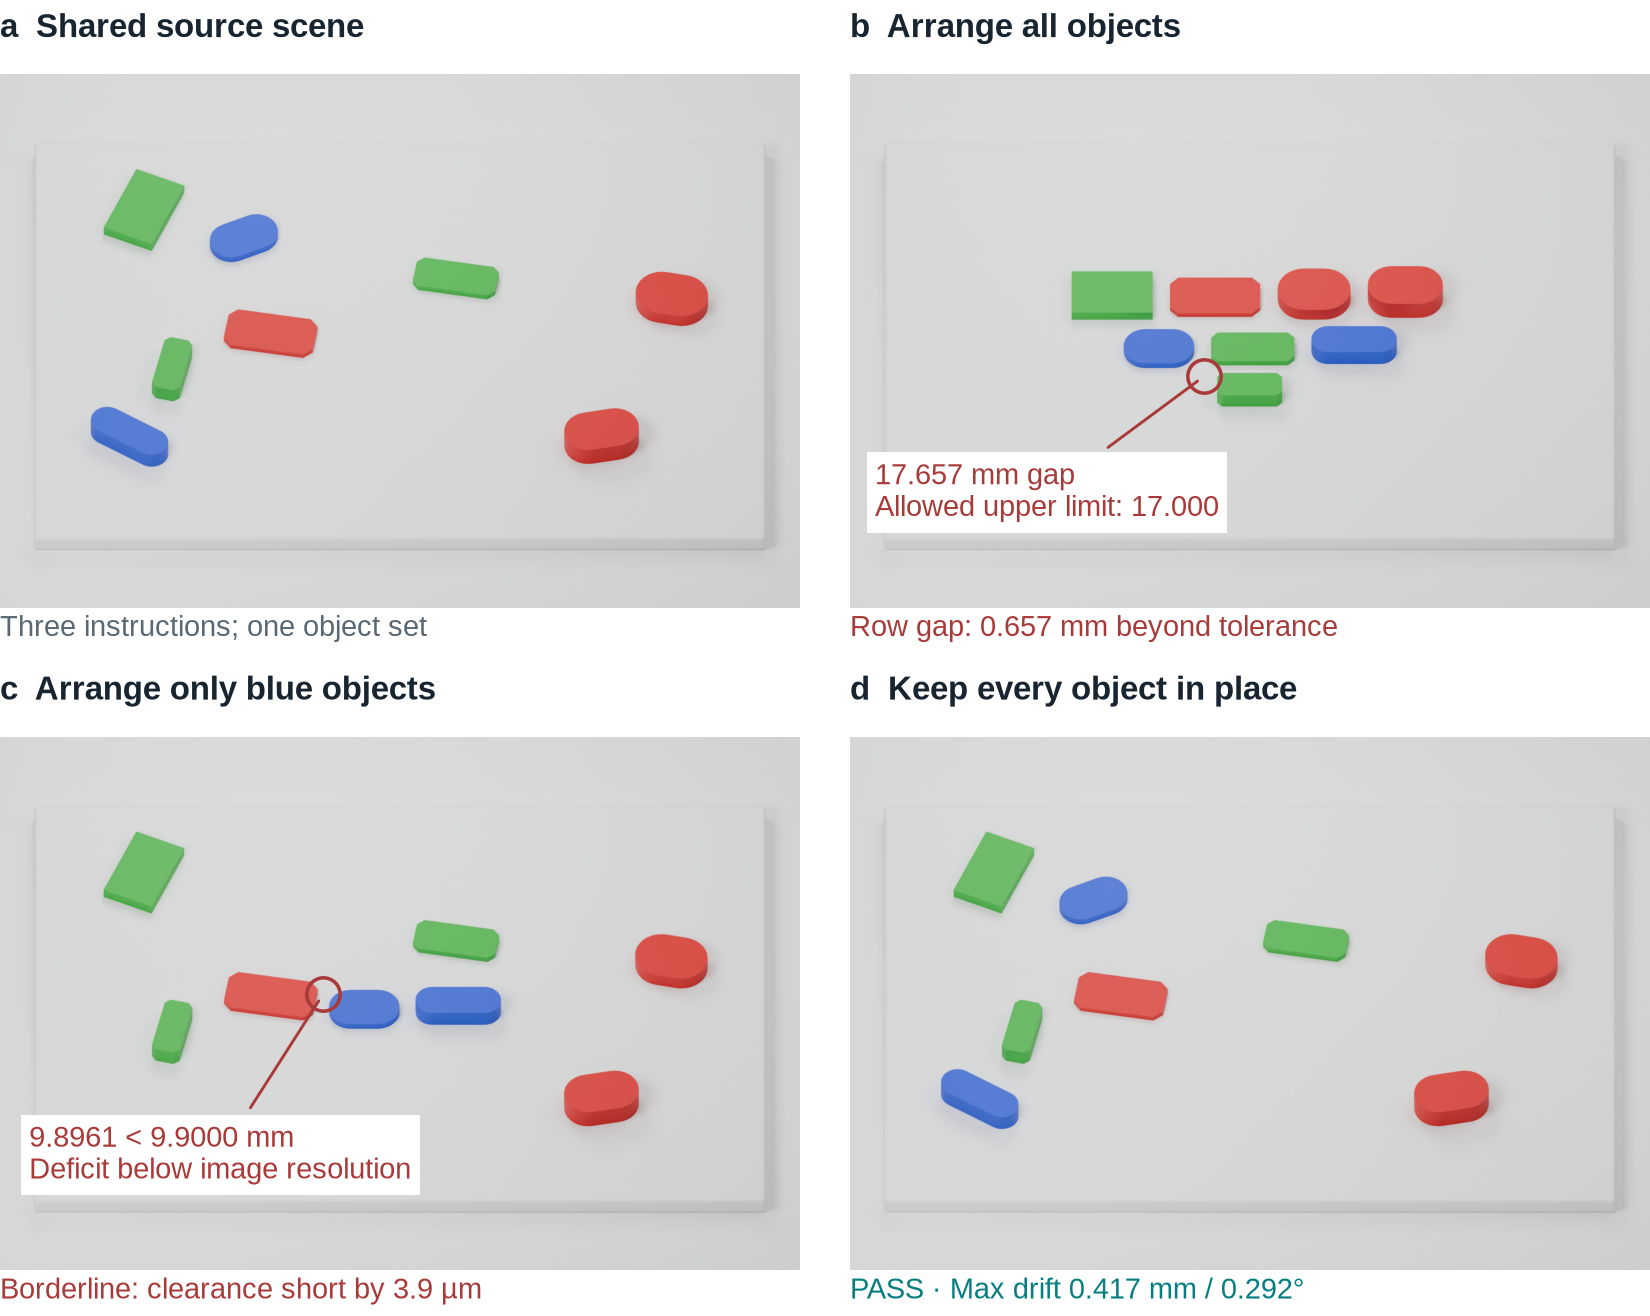 a Shared source scene
b Arrange all objects
17.657 mm gap
Allowed upper limit: 17.000
Three instructions; one object set
Row gap: 0.657 mm beyond tolerance
c Arrange only blue objects
d Keep every object in place
9.8961 < 9.9000 mm
Deficit below image resolution
Borderline: clearance short by 3.9 µm
PASS · Max drift 0.417 mm / 0.292°